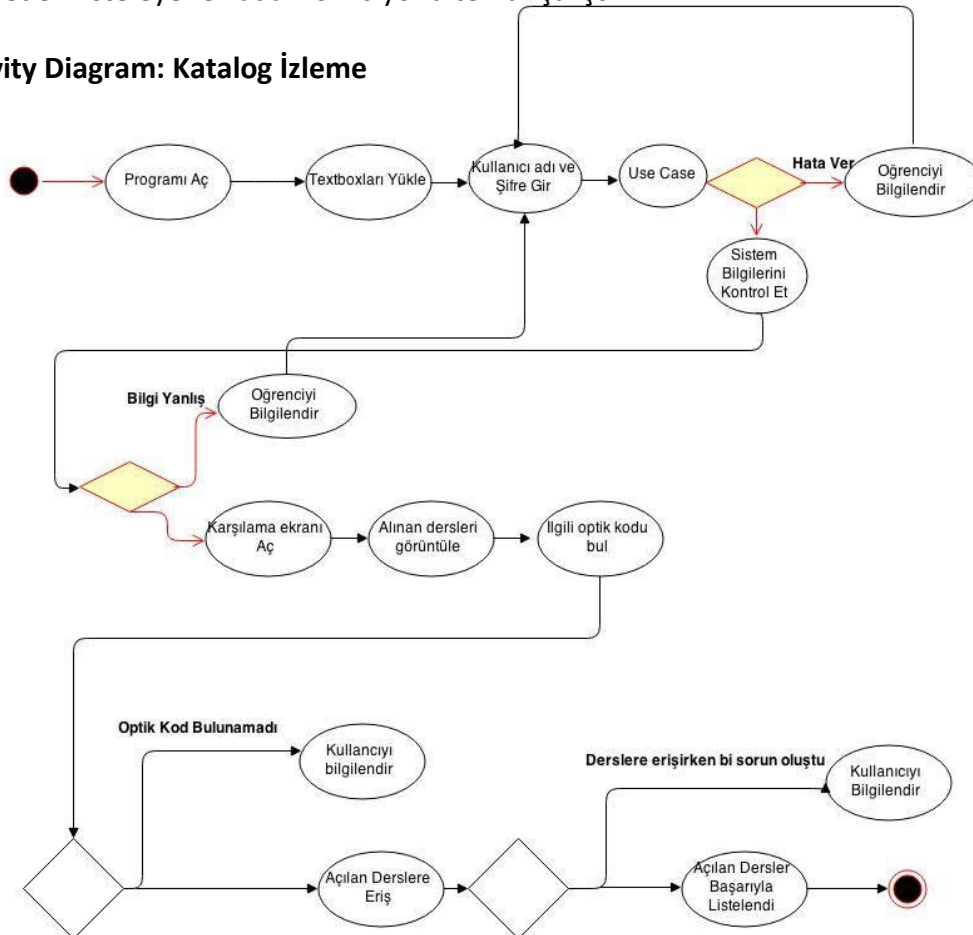 vity Diagram: Katalog İzleme
Programı Aç
Textboxları Yükle
Kullanıcı adı ve
Şifre Gir
Use Case
Hata Ver
Oğrenciyi
Bilgilendir
Sistem
Bilgilerini
Kontrol Et
Bilgi Yanlış
Oğrenciyi
Bilgilendir
Karşılama ekranı
Aç
Alınan dersleri
görüntüle
Ilgili optik kodu
bul
Optik Kod Bulunamadı
Kullancıyı
bilgilendir
Derslere erişirken bi sorun oluştu
Kullanıcıyı
Bilgilendir
Açılan Derslere
Eriş
Açılan Dersler
Başarıyla
Listelendi